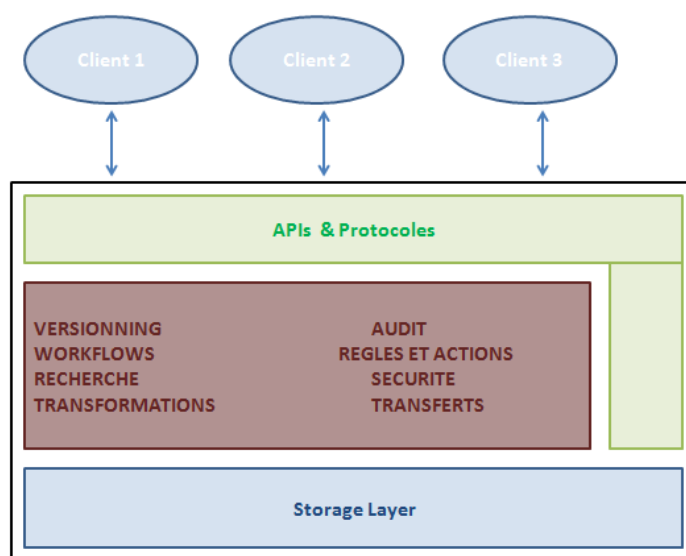 Client 1
Client 2
Client 3
APIs & Protocoles
VERSIONNING
WORKFLOWS
RECHERCHE
TRANSFORMATIONS
AUDIT
REGLES ET ACTIONS
SECURITE
TRANSFERTS
Storage Layer